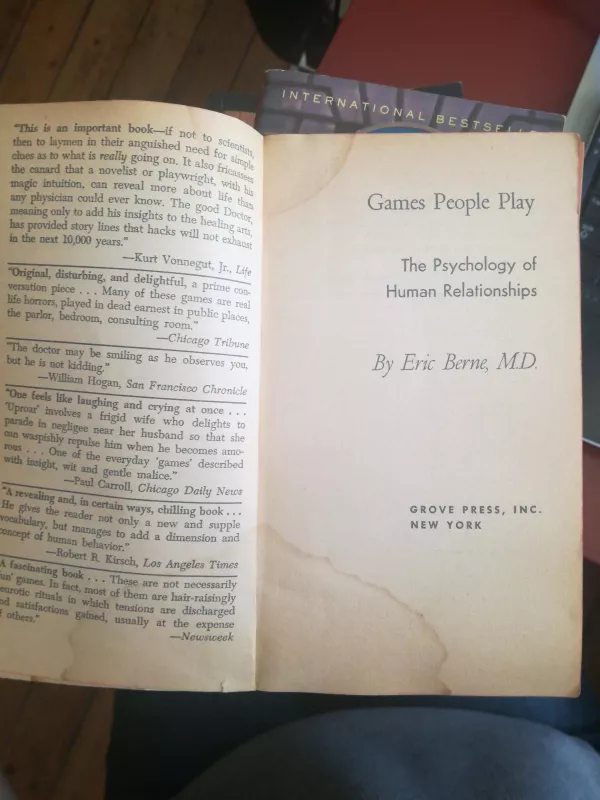 INTERNATIONAL BESTSELLE
"This is an important book—if not to scientists,
then to laymen in their anguished need for simple
clues as to what is really going on. It also fricassees
the canard that a novelist or playwright, with his
magic intuition, can reveal more about life than
any physician could ever know. The good Doctor,
meaning only to add his insights to the healing arts,
has provided story lines that hacks will not exhaust
in the next 10,000 years."
—Kurt Vonnegut, Jr., Life
"Original, disturbing, and delightful, a prime con-
versation piece . . . Many of these games are real
life horrors, played in dead earnest in public places,
the parlor, bedroom, consulting room."
—Chicago Tribune
"The doctor may be smiling as he observes you,
but he is not kidding."
—William Hogan, San Francisco Chronicle
"One feels like laughing and crying at once . . .
'Uproar' involves a frigid wife who delights to
parade in negligee near her husband so that she
can waspishly repulse him when he becomes amo-
rous . . . One of the everyday 'games' described
with insight, wit and gentle malice."
—Paul Carroll, Chicago Daily News
"A revealing and, in certain ways, chilling book . . .
He gives the reader not only a new and supple
vocabulary, but manages to add a dimension and
concept of human behavior."
—Robert R. Kirsch, Los Angeles Times
A fascinating book . . . These are not necessarily
fun' games. In fact, most of them are hair-raisingly
neurotic rituals in which tensions are discharged
nd satisfactions gained, usually at the expense
f others."
—Newsweek
Games People Play
The Psychology of
Human Relationships
By Eric Berne, M.D.
GROVE PRESS, INC.
NEW YORK